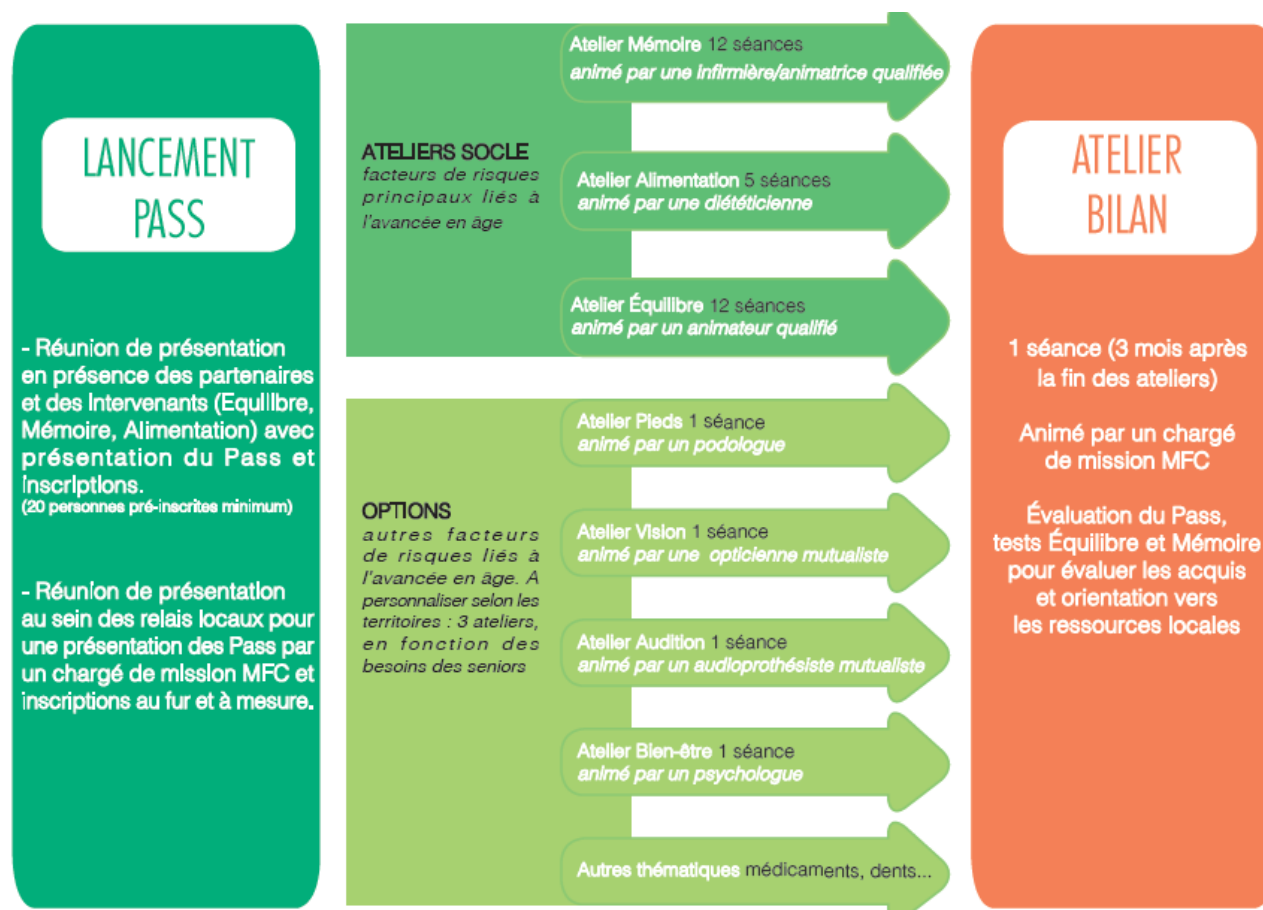 LANCEMENT
PASS
- Réunion de présentation
en présence des partenaires
et des Intervenants (Equilibre,
Mémoire, Alimentation) avec
présentation du Pass et
inscriptions.
(20 personnes pré-inscrites minimum)
- Réunion de présentation
au sein des relais locaux pour
une présentation des Pass par
un chargé de mission MFC et
inscriptions au fur et à mesure.
ATELIERS SOCLE
facteurs de risques
principaux liés à
l'avancée en âge
Atelier Mémoire 12 séances
animé par une infirmière/animatrice qualifiée
Atelier Alimentation 5 séances
animé par une diététicienne
Atelier Équilibre 12 séances
animé par un animateur qualifié
OPTIONS
autres facteurs
de risques liés à
l'avancée en âge. A
personnaliser selon les
territoires : 3 ateliers,
en fonction des
besoins des seniors
Atelier Pieds 1 séance
animé par un podologue
Atelier Vision 1 séance
animé par une opticienne mutualiste
Atelier Audition 1 séance
animé par un audioprothésiste mutualiste
Atelier Bien-être 1 séance
animé par un psychologue
Autres thématiques médicaments, dents...
ATELIER
BILAN
1 séance (3 mois après
la fin des ateliers)
Animé par un chargé
de mission MFC
Évaluation du Pass,
tests Équilibre et Mémoire
pour évaluer les acquis
et orientation vers
les ressources locales